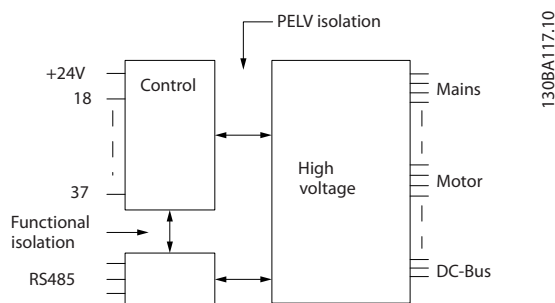 PELV isolation
+24V
Control
18
Mains
High
voltage
Motor
37
Functional
isolation
DC-Bus
RS485
130BA117.10